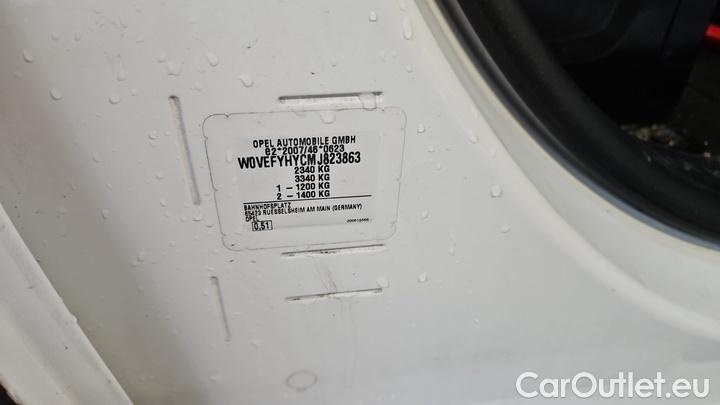 OPEL AUTOMOBILE GMBH
e2*2007/46*0623
W0VEFYHYCMJ823863
2340 KG
3340 KG
1 - 1200 KG
2 - 1400 KG
BAHNHOFSPLATZ
65423 RUESSELSHEIM AM MAIN (GERMANY)
OPEL
0.51
CarOutlet.eu